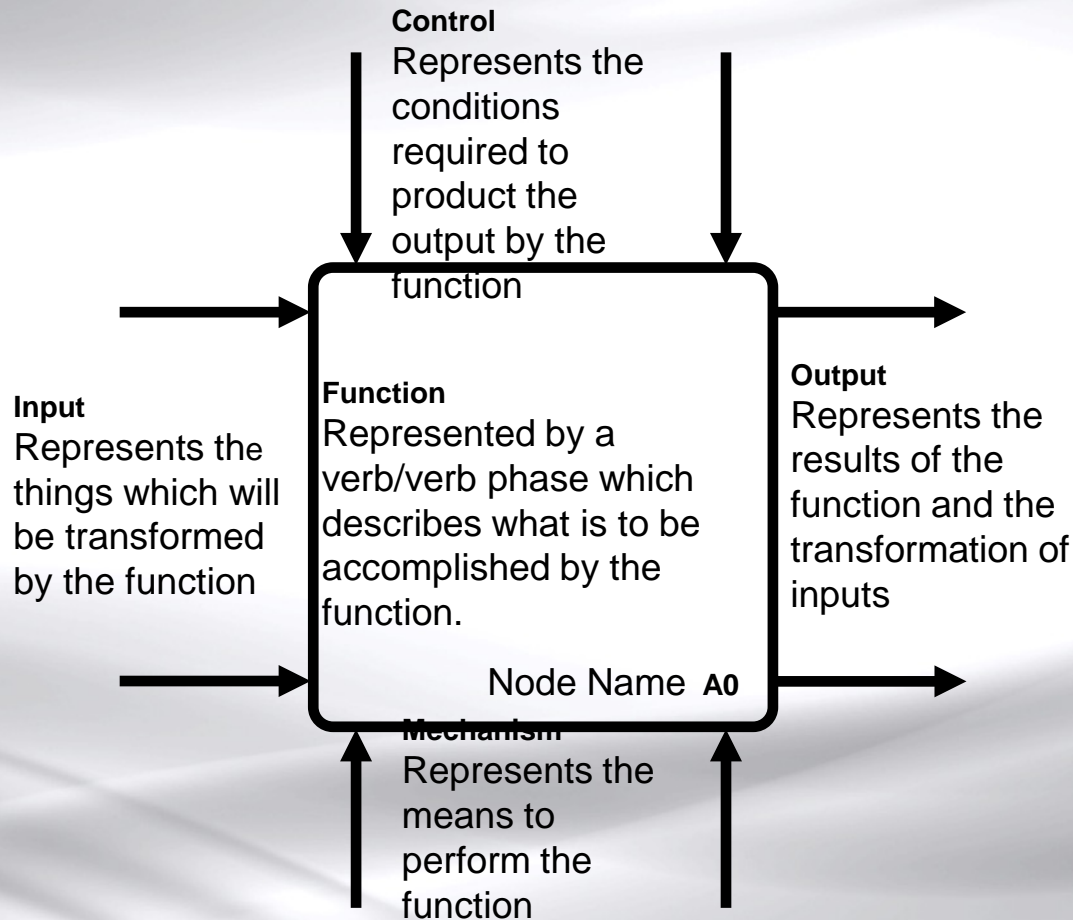 Control
Represents the
conditions
required to
product the
output by the
function
Input
Represents the
things which will
be transformed
by the function
Function
Represented by a
verb/verb phase which
describes what is to be
accomplished by the
function.
Node Name A0
Output
Represents the
results of the
function and the
transformation of
inputs
Mechanism
Represents the
means to
perform the
function